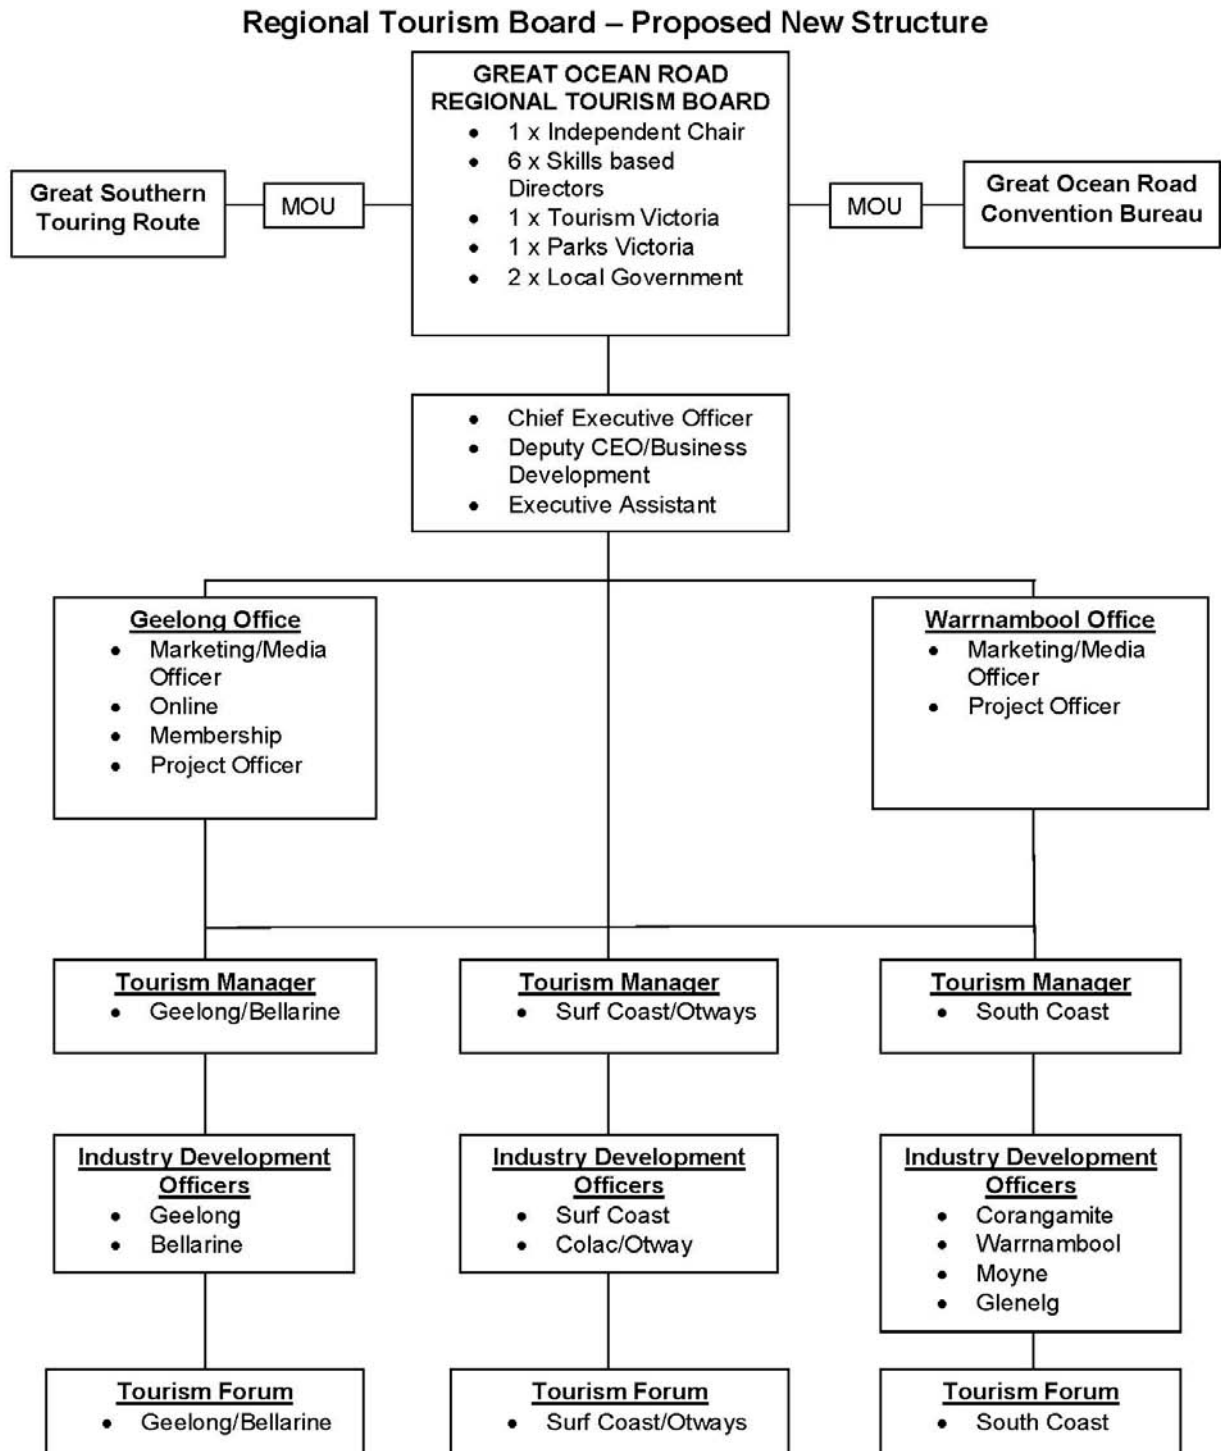 Regional Tourism Board – Proposed New Structure
GREAT OCEAN ROAD
REGIONAL TOURISM BOARD
• 1 x Independent Chair
• 6 x Skills based
Directors
• 1 x Tourism Victoria
• 1 x Parks Victoria
• 2 x Local Government
Great Southern
Touring Route
MOU
MOU
Great Ocean Road
Convention Bureau
• Chief Executive Officer
• Deputy CEO/Business
Development
• Executive Assistant
Geelong Office
• Marketing/Media
Officer
• Online
• Membership
• Project Officer
Warrnambool Office
• Marketing/Media
Officer
• Project Officer
Tourism Manager
• Geelong/Bellarine
Tourism Manager
• Surf Coast/Otways
Tourism Manager
• South Coast
Industry Development
Officers
• Geelong
• Bellarine
Industry Development
Officers
• Surf Coast
• Colac/Otway
Industry Development
Officers
• Corangamite
• Warrnambool
• Moyne
• Glenelg
Tourism Forum
• Geelong/Bellarine
Tourism Forum
• Surf Coast/Otways
Tourism Forum
• South Coast